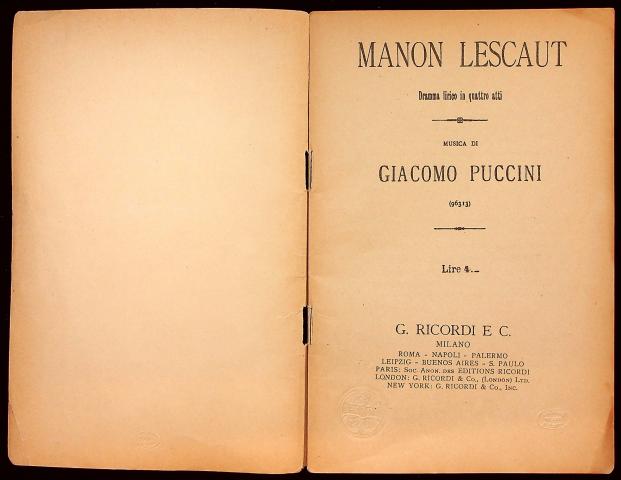 MANON LESCAUT
Dramma lirico in quattro atti
MUSICA DI
GIACOMO PUCCINI
(96313)
Lire 4.—
G. RICORDI E C.
MILANO
ROMA - NAPOLI - PALERMO
LEIPZIG - BUENOS AIRES - S. PAULO
PARIS: SOC. ANON. DES EDITIONS RICORDI
LONDON: G. RICORDI & CO., (LONDON) LTD.
NEW YORK: G. RICORDI & CO., INC.